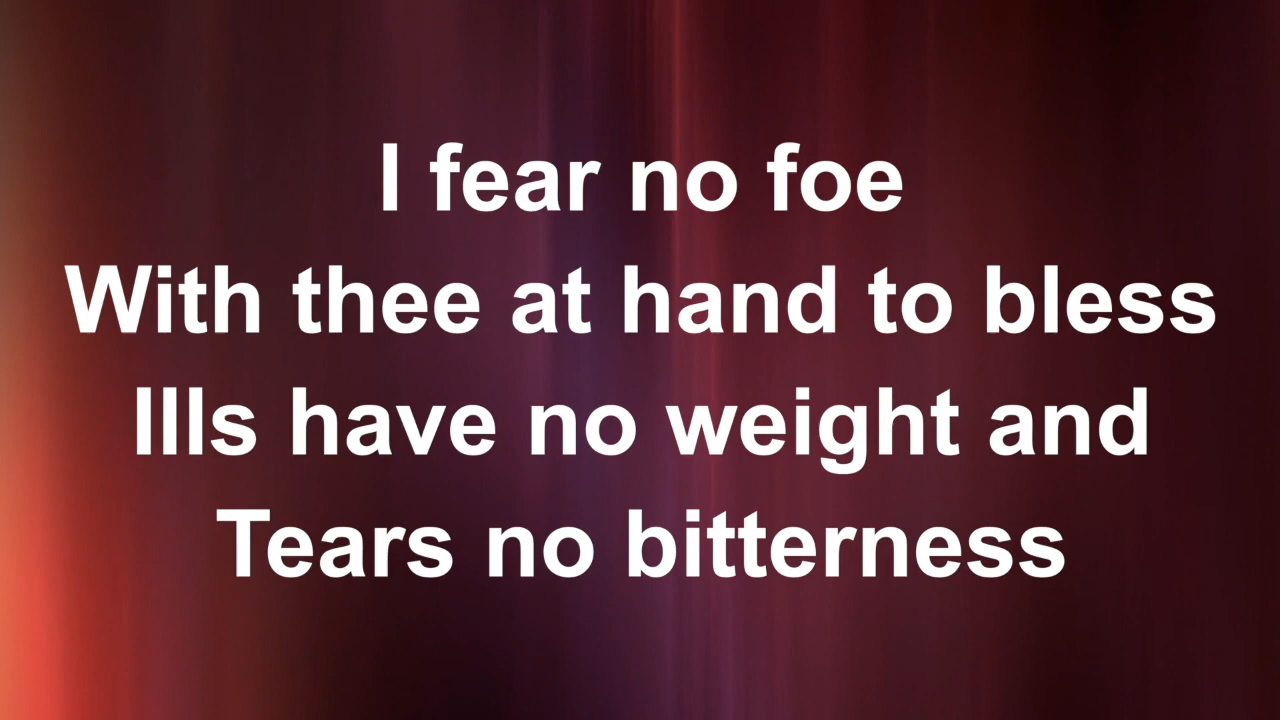 I fear no foe
With thee at hand to bless
Ills have no weight and
Tears no bitterness